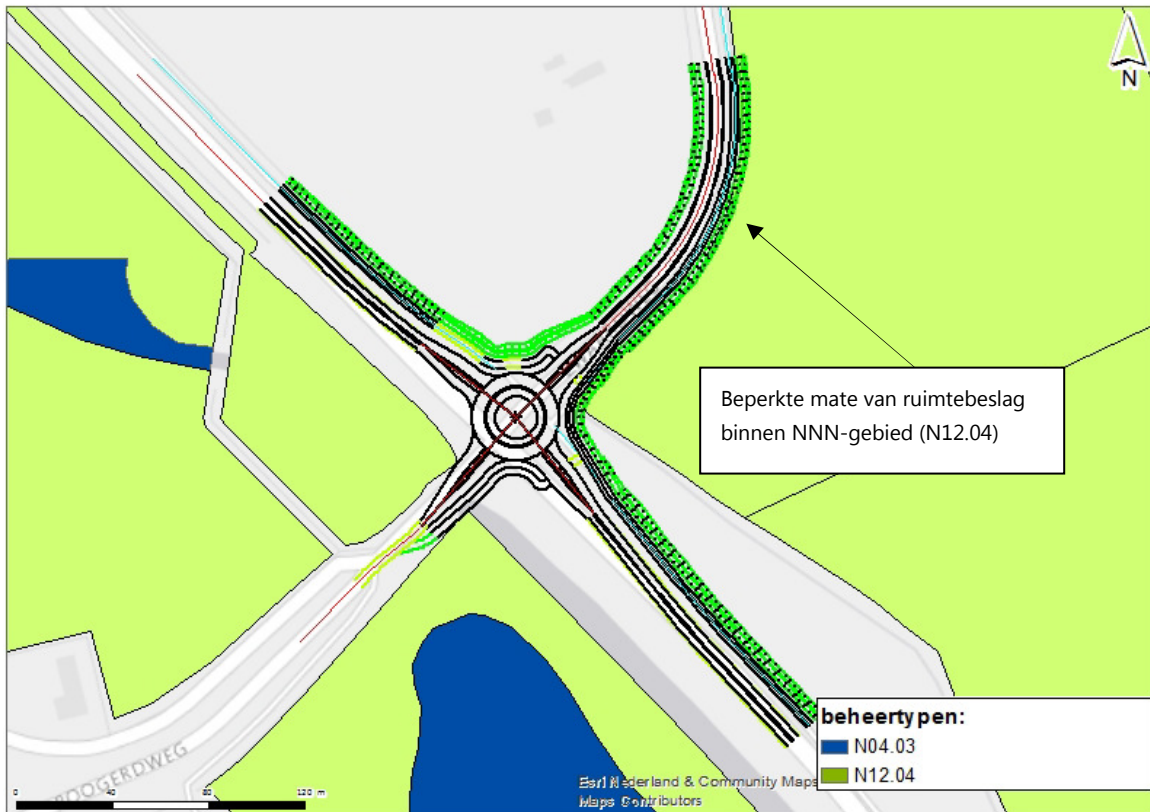 N
Beperkte mate van ruimtebeslag
binnen NNN-gebied (N12.04)
beheertypen:
N04.03
N12.04
BOOGERDWEG
Esri Nederland & Community Maps
Maps Contributors
0 40 80 120 m